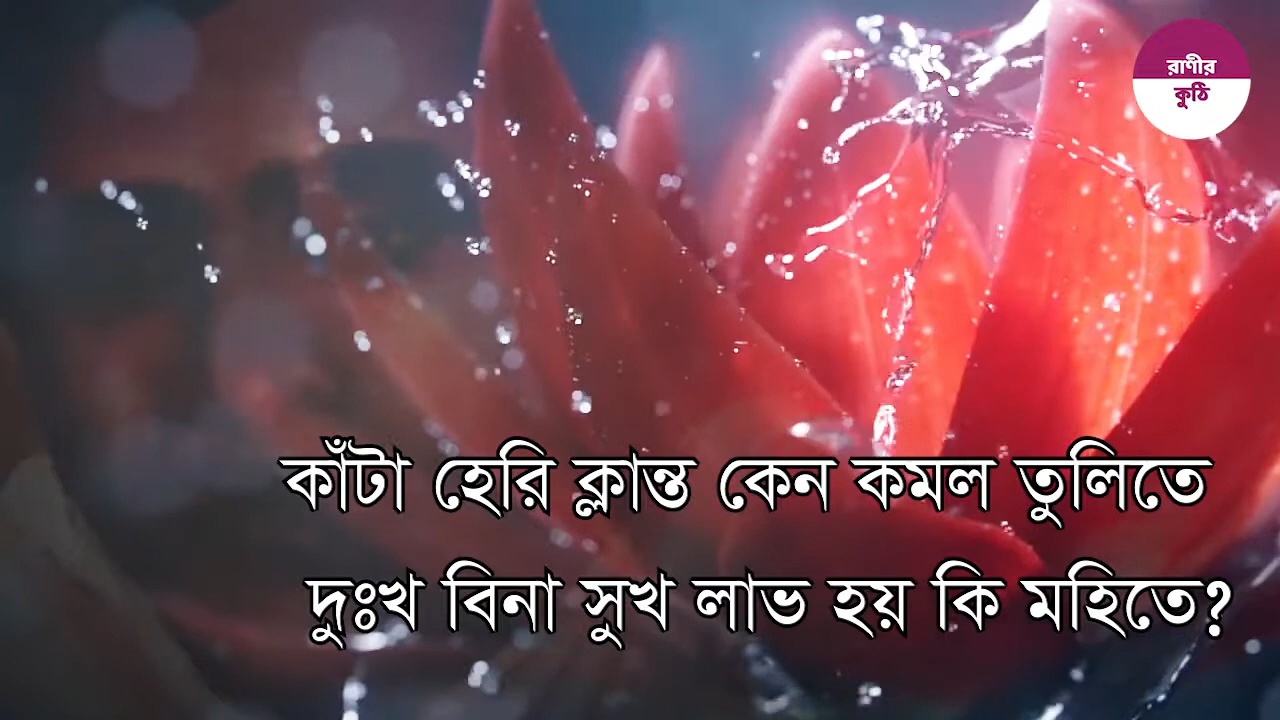 রাণীর
কুঠি
কাঁটা হেরি ক্লান্ত কেন কমল তুলিতে
দুঃখ বিনা সুখ লাভ হয় কি মহিতে?